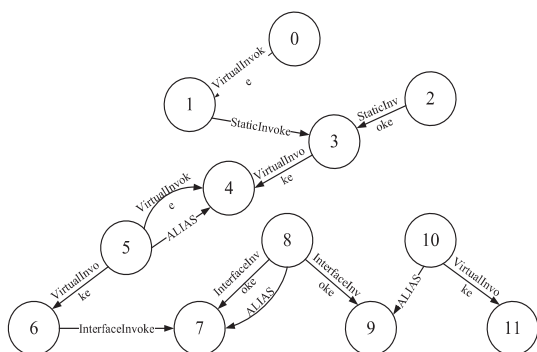 0
VirtualInvok
e
1
2
StaticInv
oke
StaticInvoke
3
VirtualInvo
ke
4
VirtualInvok
e
ALIAS
5
8
10
VirtualInvo
ke
InterfaceInv
oke
ALIAS
InterfaceInv
oke
ALIAS
VirtualInvo
ke
6
InterfaceInvoke
7
9
11